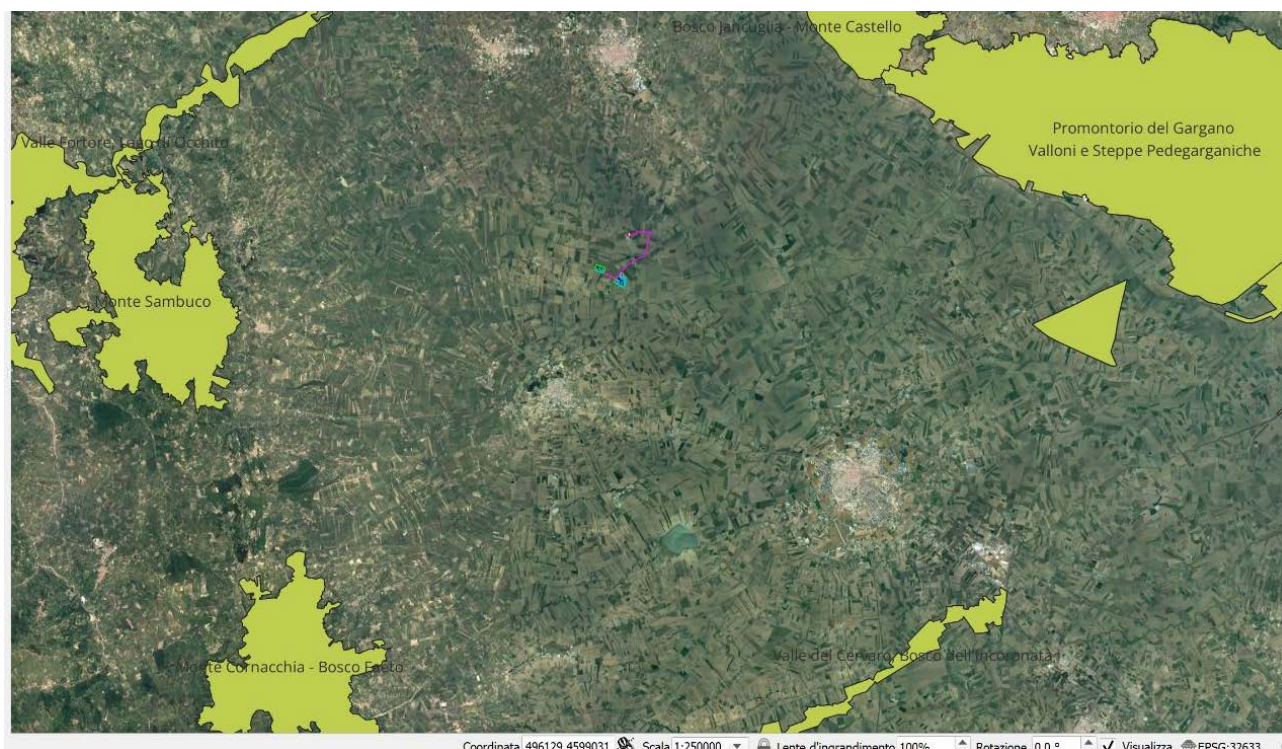 Bosco Jancuglia - Monte Castello
Promontorio del Gargano
Valloni e Steppe Pedegarganiche
Valle Fortore, Lago di Occhito
Monte Sambuco
Monte Cornacchia - Bosco Faeto
Valle del Cervaro, Bosco dell'Incoronata
Coordinata 496129,4599031 Scala 1:250000 Lente d'ingrandimento 100% Rotazione 0,0 ° Visualizza EPSG:32633